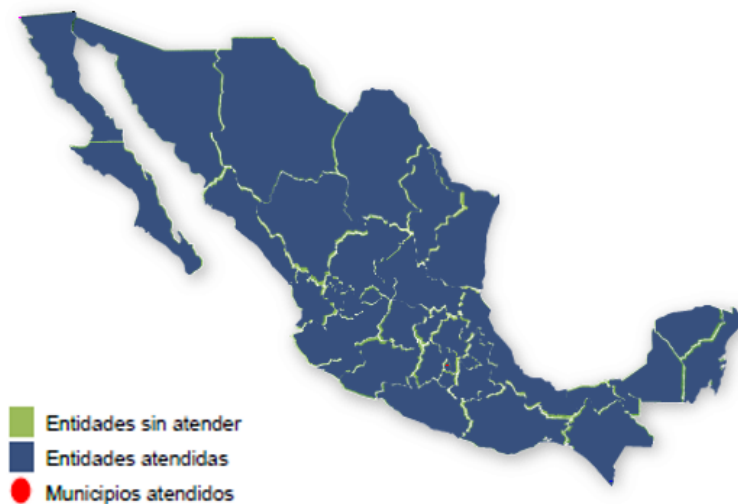 Entidades sin atender
Entidades atendidas
Municipios atendidos